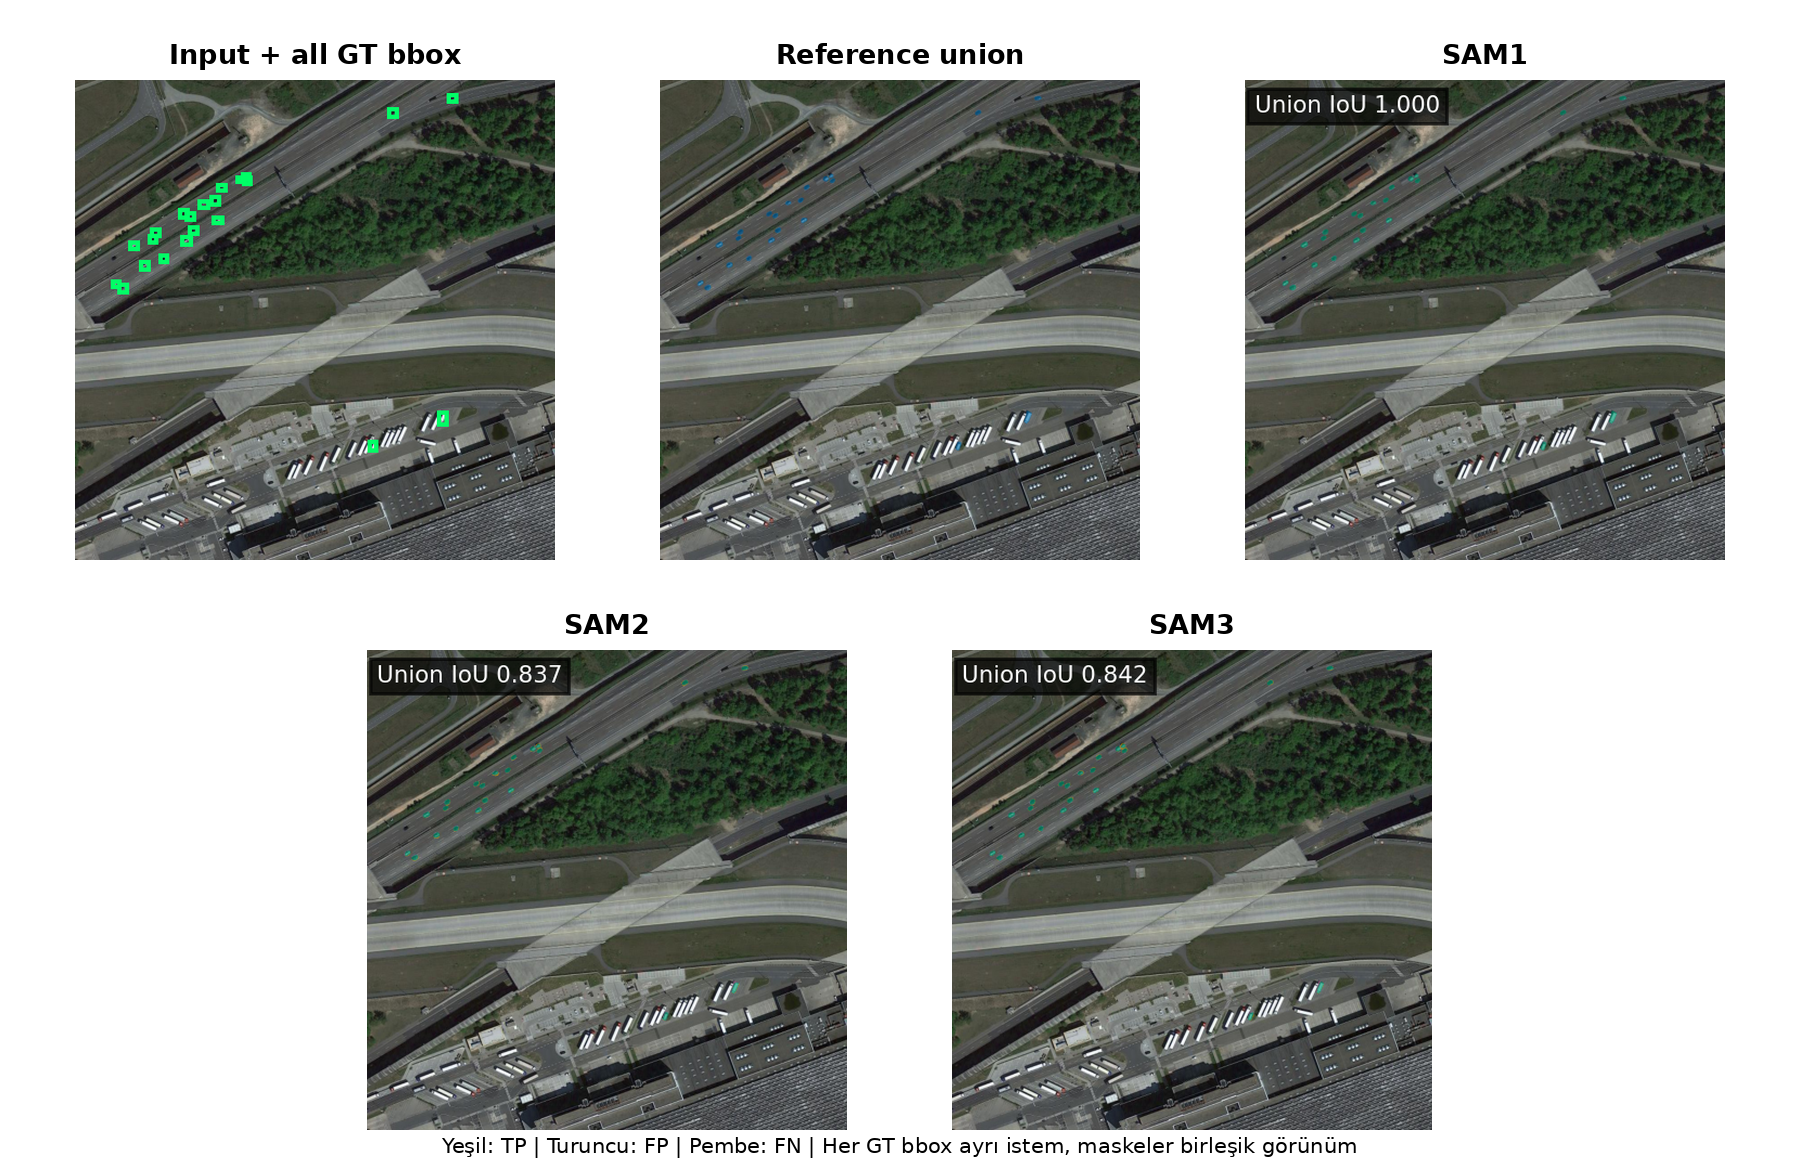 Input + all GT bbox
Reference union
SAM1
Union IoU 1.000
SAM2
SAM3
Union IoU 0.837
Union IoU 0.842
Yeşil: TP | Turuncu: FP | Pembe: FN | Her GT bbox ayrı istem, maskeler birleşik görünüm